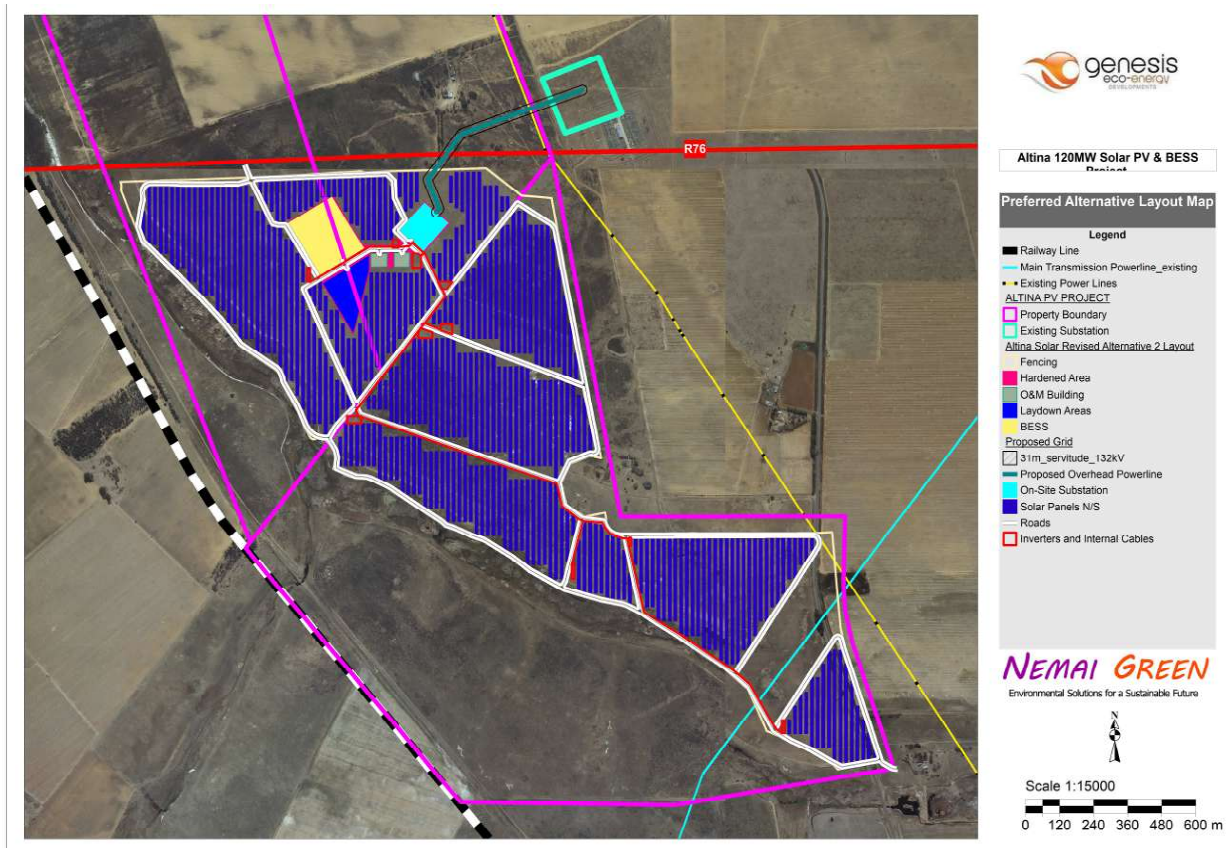 R76
genesis
eco-energy
DEVELOPMENTS
Altina 120MW Solar PV & BESS
Project
Preferred Alternative Layout Map
Legend
Railway Line
Main Transmission Powerline_existing
Existing Power Lines
ALTINA PV PROJECT
Property Boundary
Existing Substation
Altina Solar Revised Alternative 2 Layout
Fencing
Hardened Area
O&M Building
Laydown Areas
BESS
Proposed Grid
31m_servitude_132kV
Proposed Overhead Powerline
On-Site Substation
Solar Panels N/S
Roads
Inverters and Internal Cables
NEMAI GREEN
Environmental Solutions for a Sustainable Future
N
Scale 1:15000
0 120 240 360 480 600 m